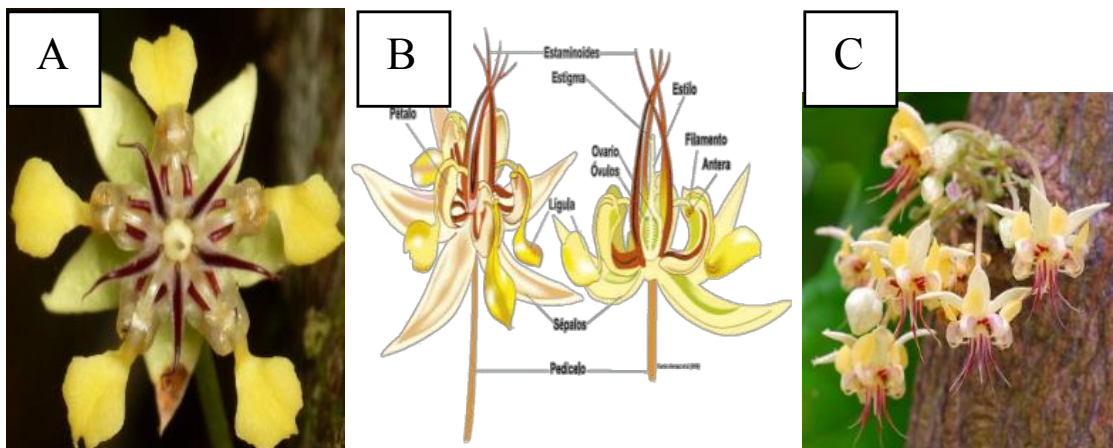 A
B
C
Estaminoides
Estigma
Estilo
Pétalo
Filamento
Antera
Ovario
Óvulos
Lígula
Sépalos
Pedicelo